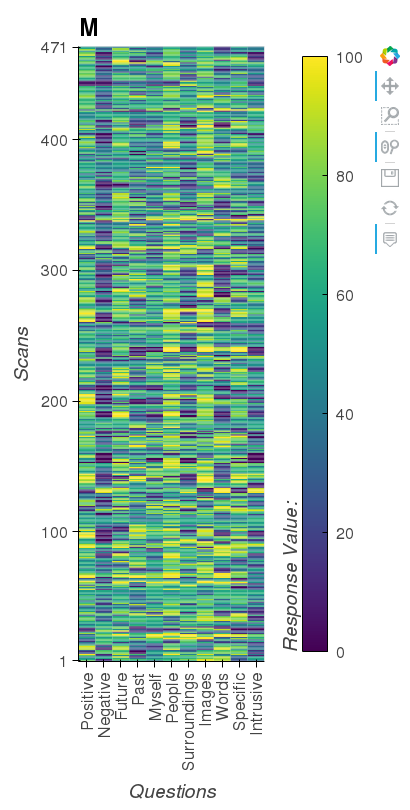 M
471
400
300
200
100
1
Scans
Positive
Negative
Future
Past
Myself
People
Surroundings
Images
Words
Specific
Intrusive
Questions
100
80
60
40
20
0
Response Value: